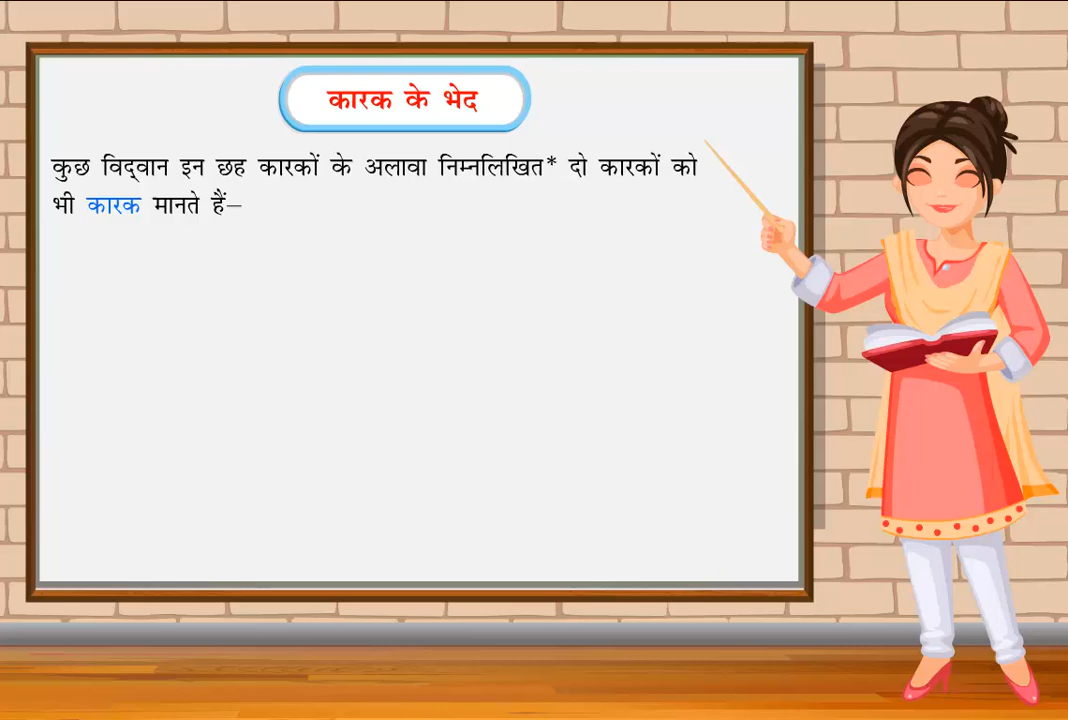 कारक के भेद
कुछ विद्‌वान इन छह कारकों के अलावा निम्नलिखित* दो कारकों को
भी कारक मानते हैं–